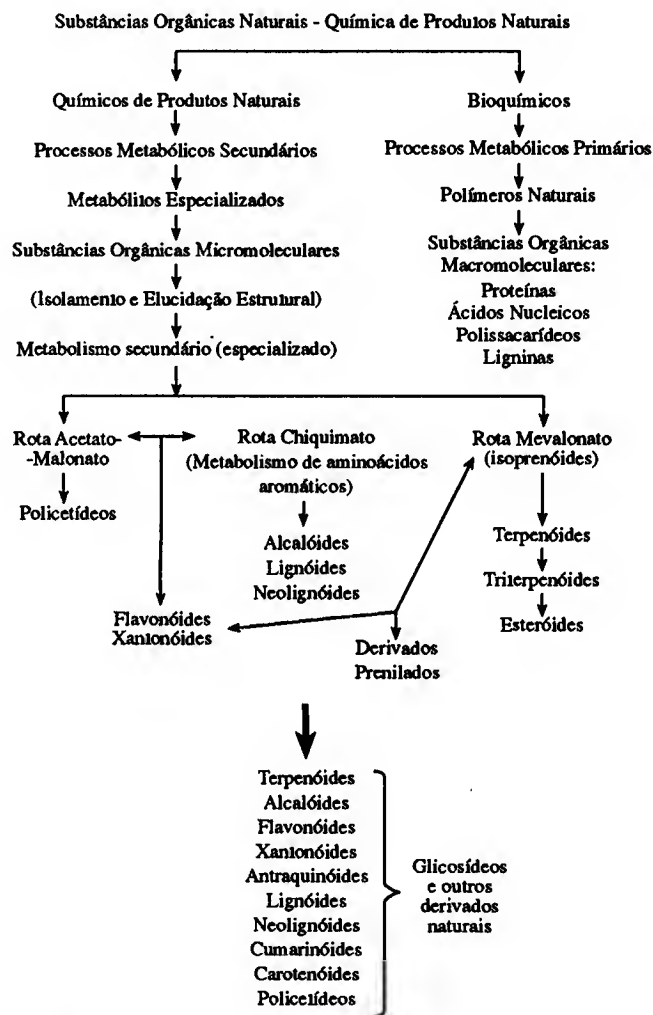 Substâncias Orgânicas Naturais - Química de Produtos Naturais
Químicos de Produtos Naturais
Processos Metabólicos Secundários
Metabólitos Especializados
Substâncias Orgânicas Micromoleculares
(Isolamento e Elucidação Estrutural)
Metabolismo secundário (especializado)
Bioquímicos
Processos Metabólicos Primários
Polímeros Naturais
Substâncias Orgânicas
Macromoleculares:
Proteínas
Ácidos Nucleicos
Polissacarídeos
Ligninas
Rota Acetato-
-Malonato
Policetídeos
Rota Chiquimato
(Metabolismo de aminoácidos
aromáticos)
Alcalóides
Lignóides
Neolignóides
Rota Mevalonato
(isoprenóides)
Terpenóides
Triterpenóides
Esteróides
Flavonóides
Xantonóides
Derivados
Prenilados
Terpenóides
Alcalóides
Flavonóides
Xantonóides
Antraquinóides
Lignóides
Neolignóides
Cumarinóides
Carotenóides
Policetídeos
Glicosídeos
e outros
derivados
naturais